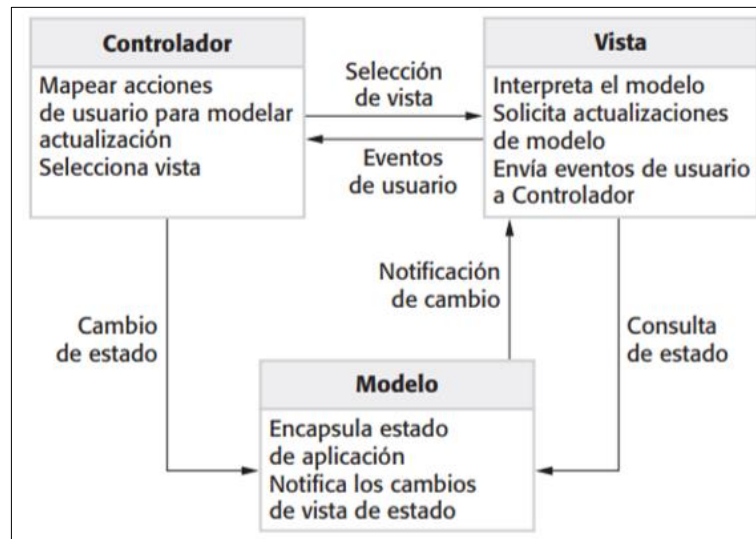 Controlador
Mapear acciones
de usuario para modelar
actualización
Selecciona vista
Selección
de vista
Eventos
de usuario
Vista
Interpreta el modelo
Solicita actualizaciones
de modelo
Envía eventos de usuario
a Controlador
Cambio
de estado
Notificación
de cambio
Consulta
de estado
Modelo
Encapsula estado
de aplicación
Notifica los cambios
de vista de estado